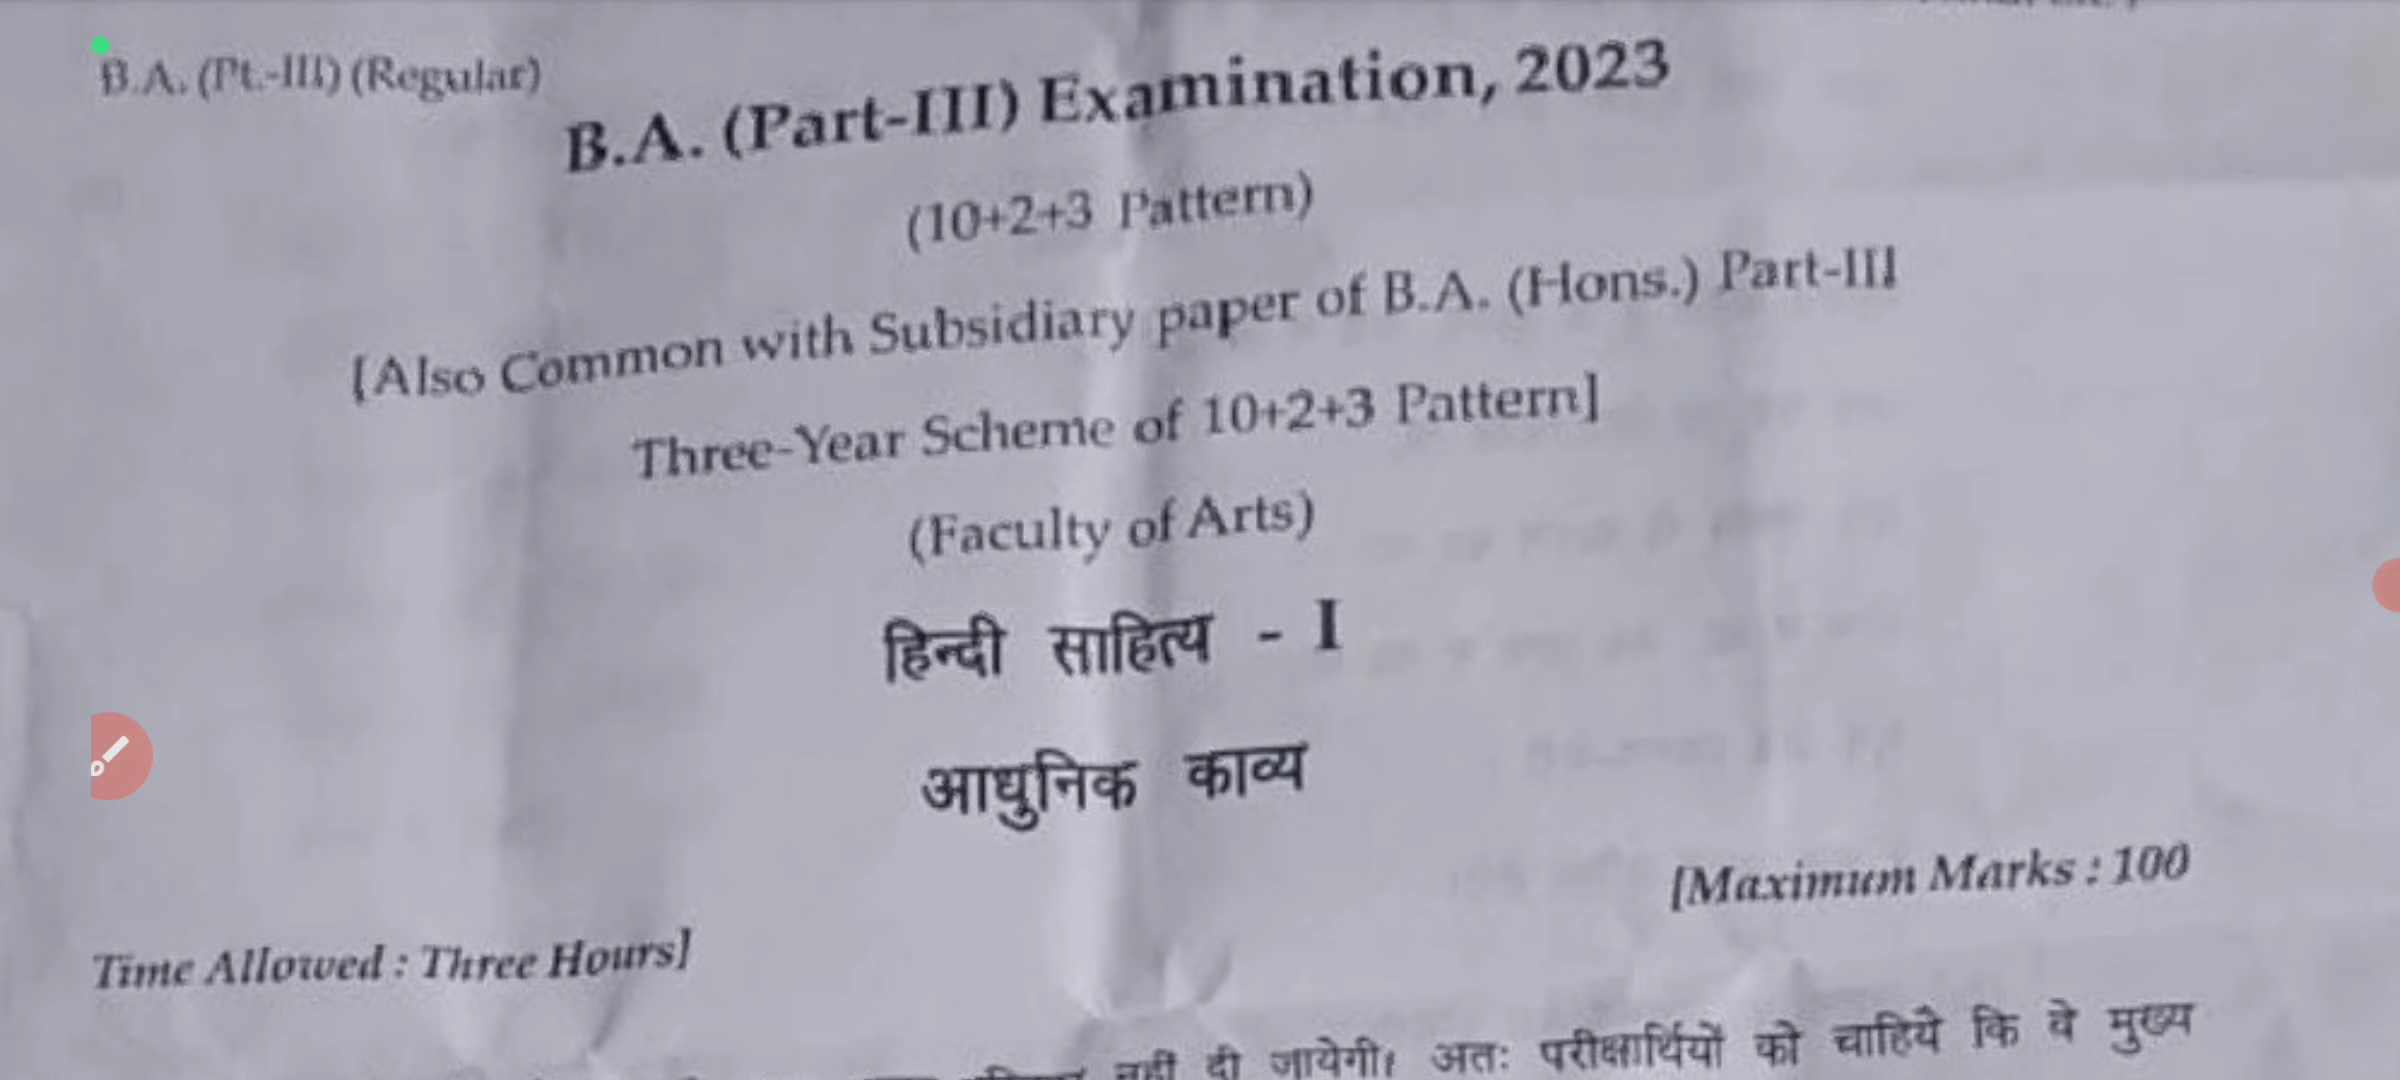 B.A. (Pt.-III) (Regular)
B.A. (Part-III) Examination, 2023
(10+2+3 Pattern)
[Also Common with Subsidiary paper of B.A. (Hons.) Part-III
Three-Year Scheme of 10+2+3 Pattern]
(Faculty of Arts)
हिन्दी साहित्य - I
आधुनिक काव्य
[Maximum Marks : 100
Time Allowed : Three Hours]
नहीं दी जायेगी। अतः परीक्षार्थियों को चाहिये कि वे मुख्य